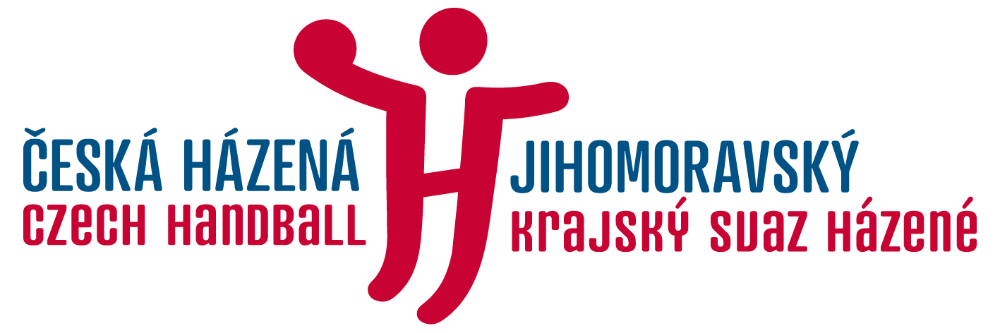 ČESKÁ HÁZENÁ
CZECH HANDBALL
JIHOMORAVSKÝ
KRAJSKÝ SVAZ HÁZENÉ